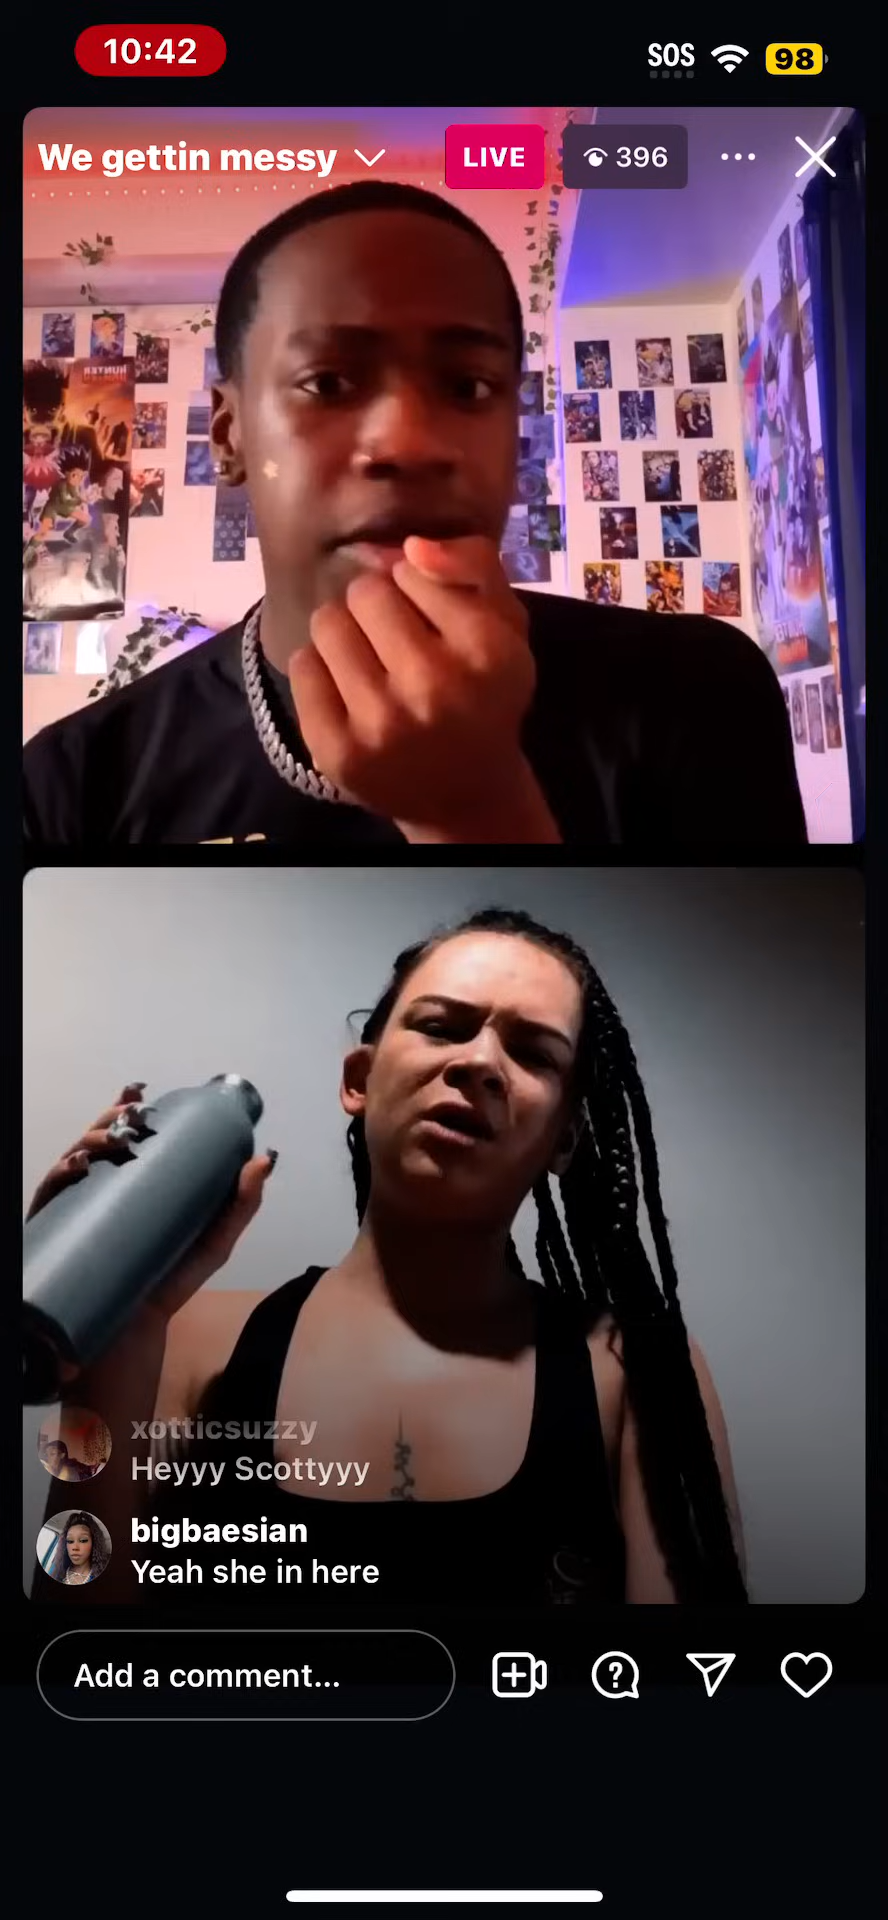 10:42
SOS
98
We gettin messy
LIVE
396
xotticsuzzy
Heyyy Scottyyy
bigbaesian
Yeah she in here
Add a comment...